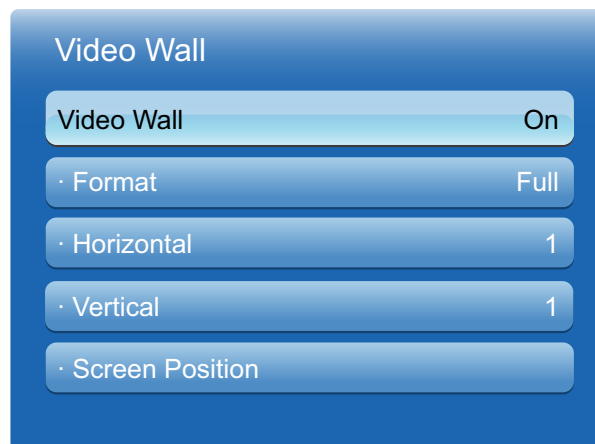 Video Wall
Video Wall On
· Format Full
· Horizontal 1
· Vertical 1
· Screen Position